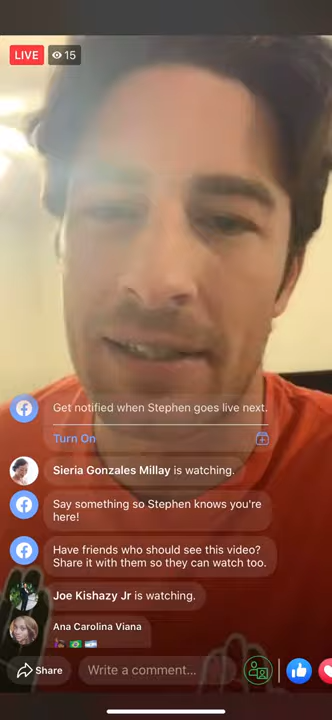 LIVE
15
Get notified when Stephen goes live next.
Turn On
Sieria Gonzales Millay is watching.
Say something so Stephen knows you're
here!
Have friends who should see this video?
Share it with them so they can watch too.
Joe Kishazy Jr is watching.
Ana Carolina Viana
Share
Write a comment...